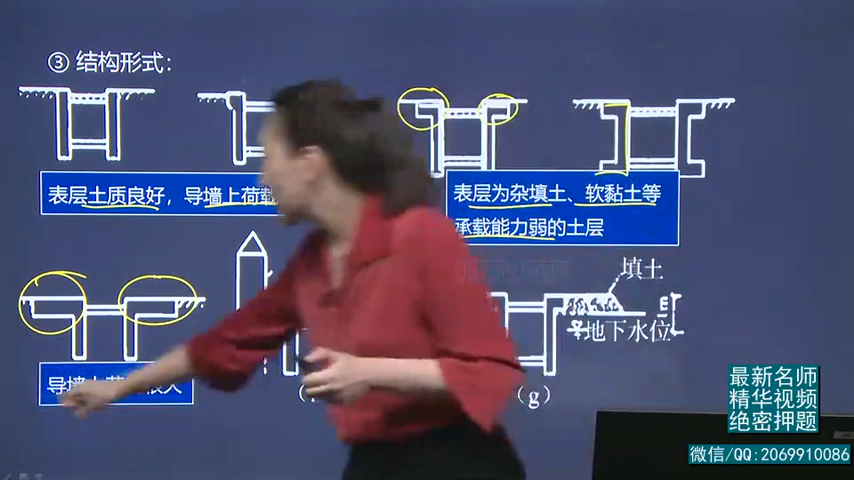 ③ 结构形式：
表层土质良好，导墙上荷载
表层为杂填土、软黏土等
承载能力弱的土层
填土
地下水位
导墙
(g)
最新名师
精华视频
绝密押题
微信/QQ:2069910086